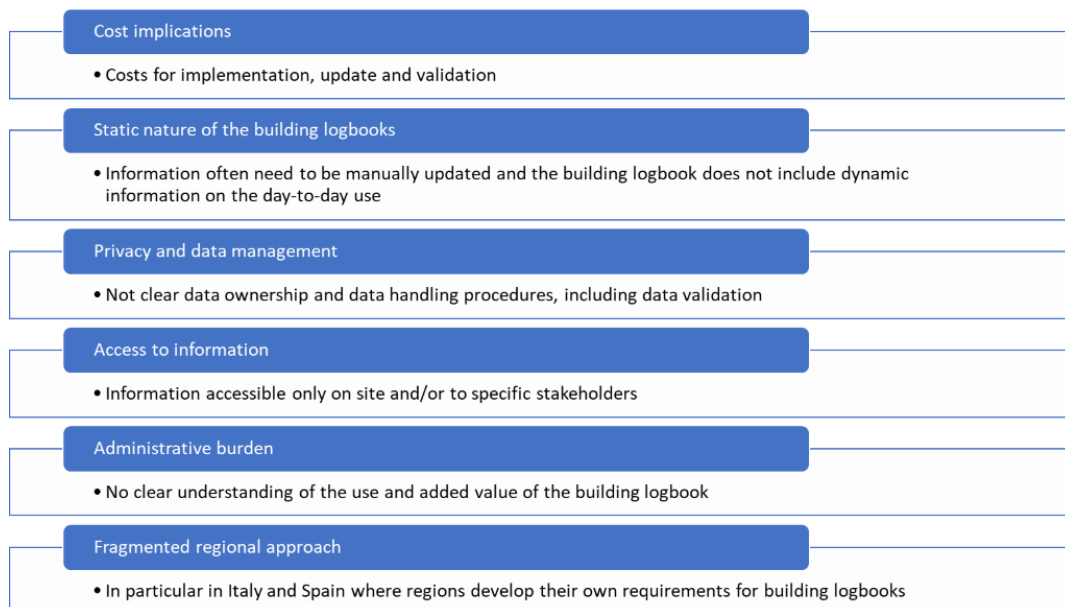 Cost implications
• Costs for implementation, update and validation
Static nature of the building logbooks
• Information often need to be manually updated and the building logbook does not include dynamic
information on the day-to-day use
Privacy and data management
• Not clear data ownership and data handling procedures, including data validation
Access to information
• Information accessible only on site and/or to specific stakeholders
Administrative burden
• No clear understanding of the use and added value of the building logbook
Fragmented regional approach
• In particular in Italy and Spain where regions develop their own requirements for building logbooks